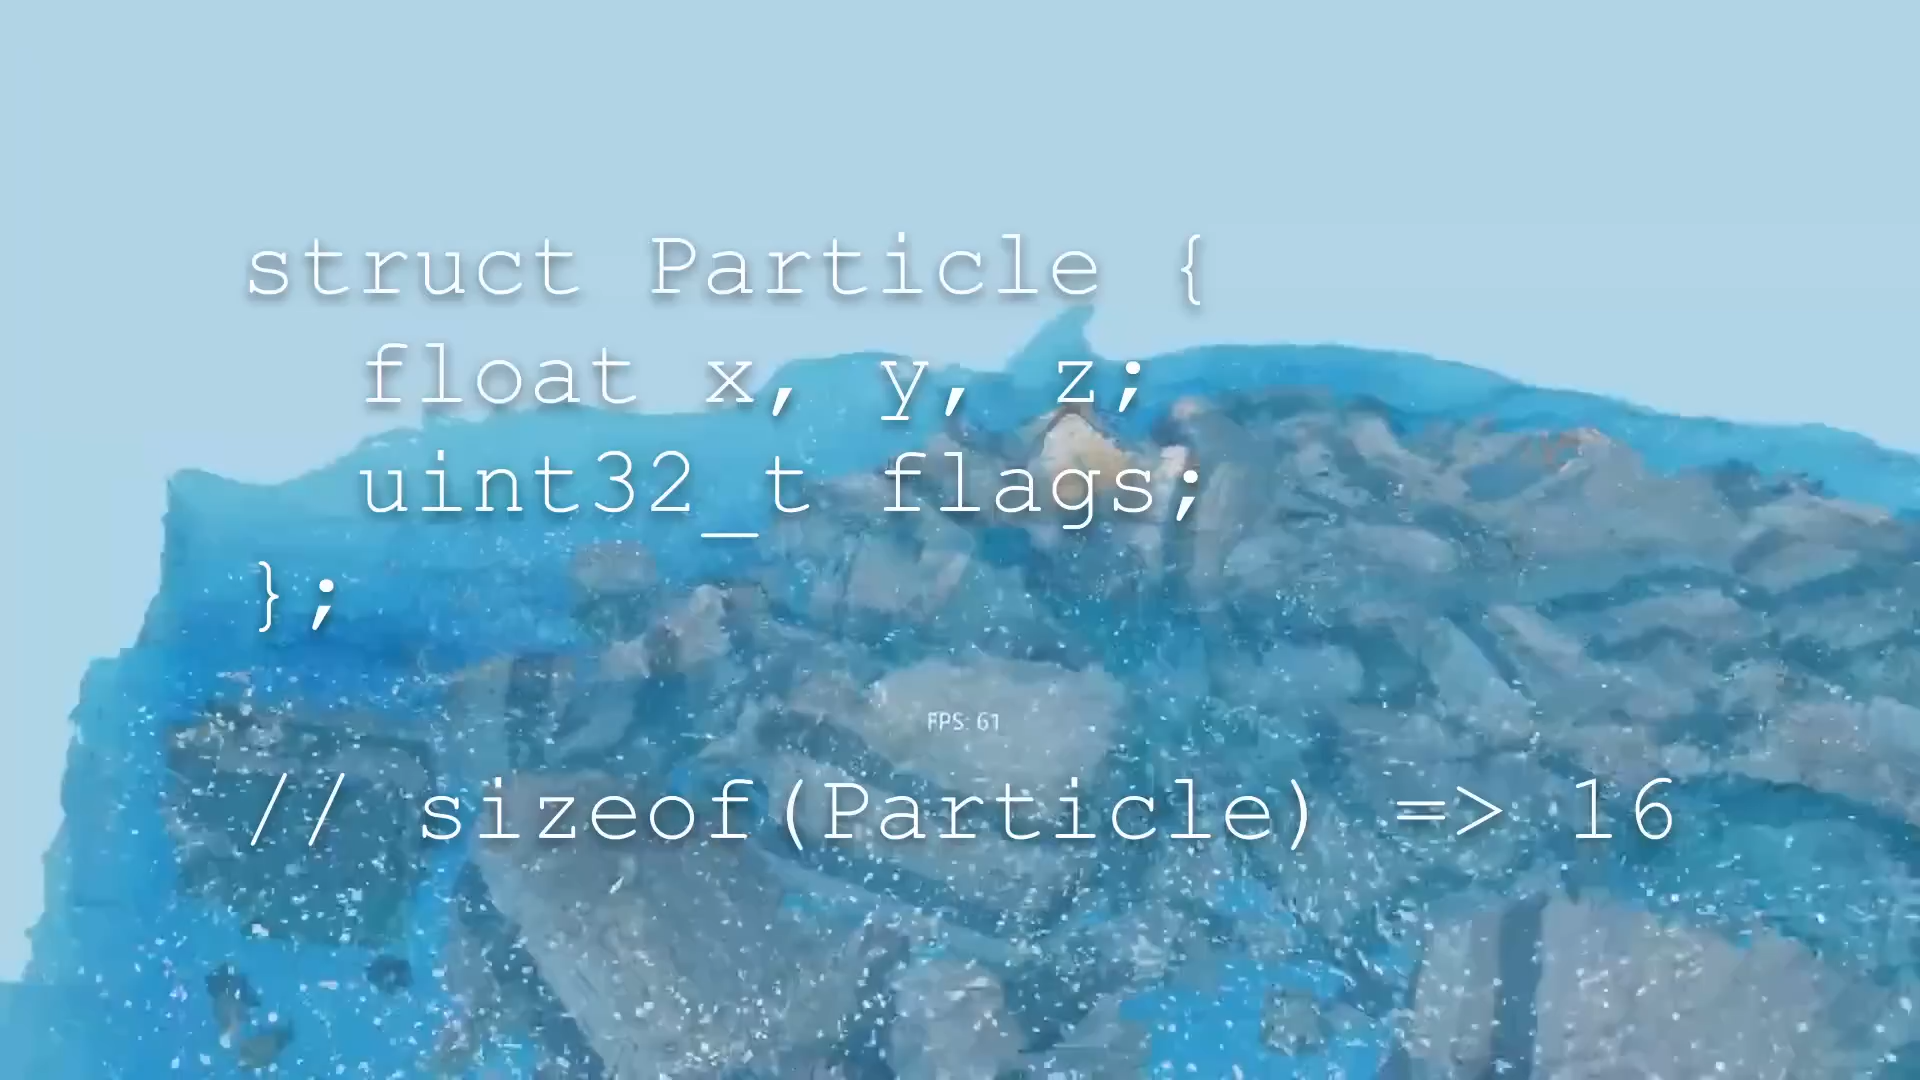 struct Particle {
float x, y, z;
uint32_t flags;
};
FPS: 61
// sizeof(Particle) => 16